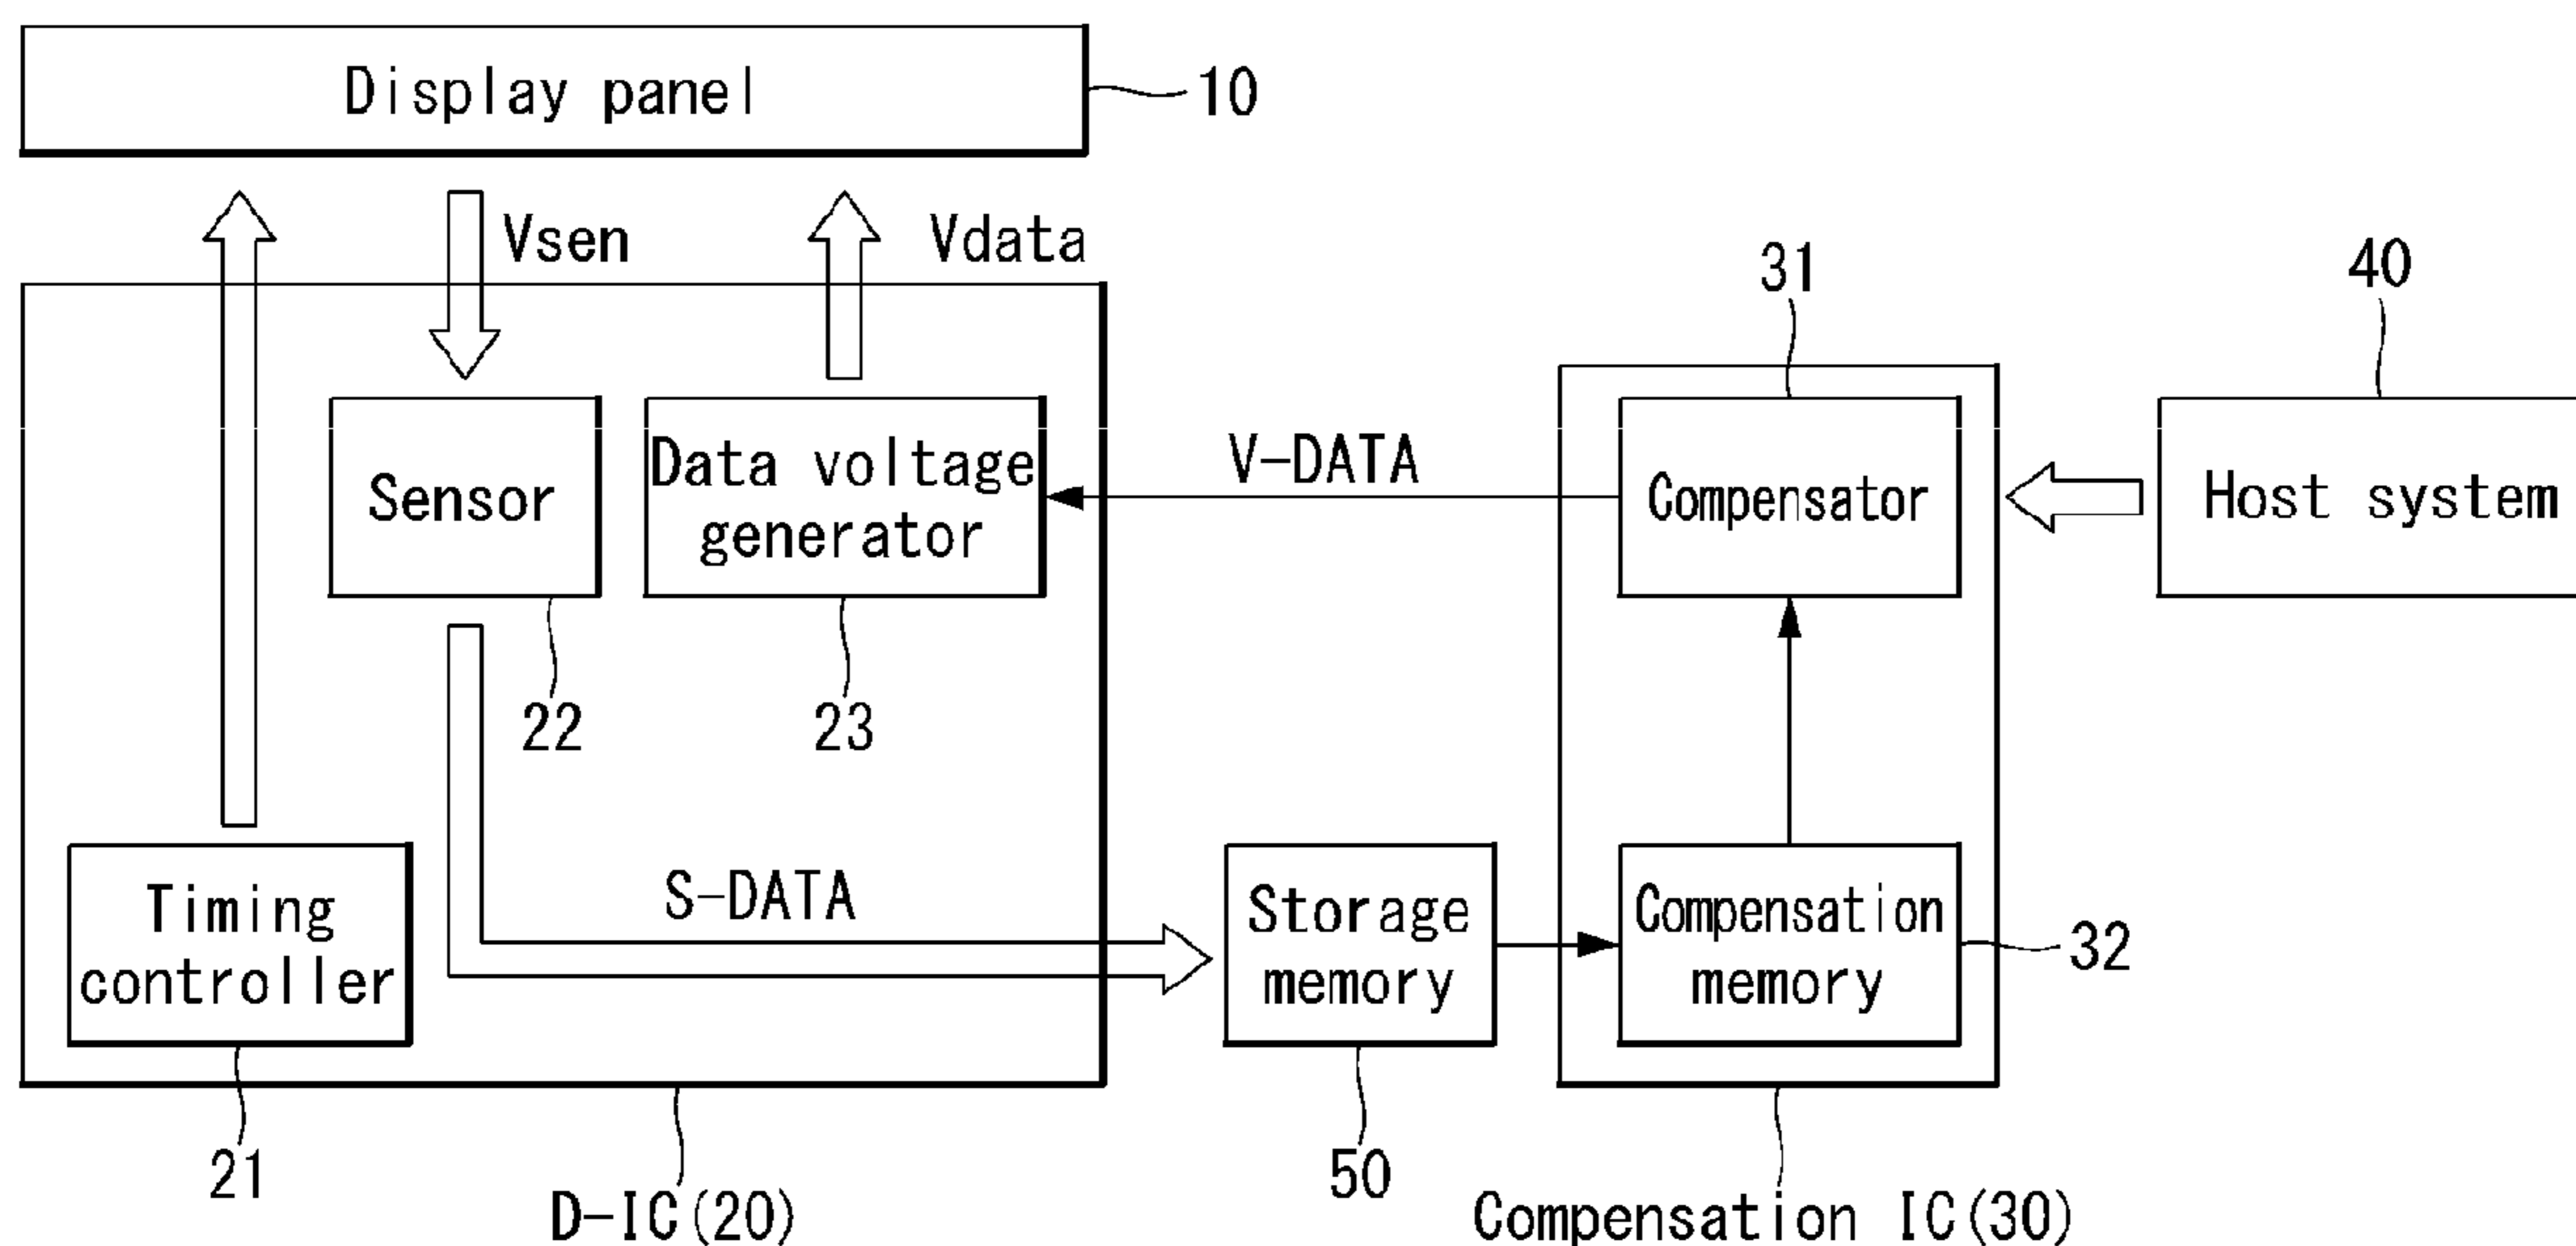 Display panel
10
Vsen
Vdata
31
40
Sensor
Data voltage
generator
V-DATA
Compensator
Host system
22
23
Timing
controller
S-DATA
Storage
memory
Compensation
memory
32
21
50
D-IC(20)
Compensation IC(30)